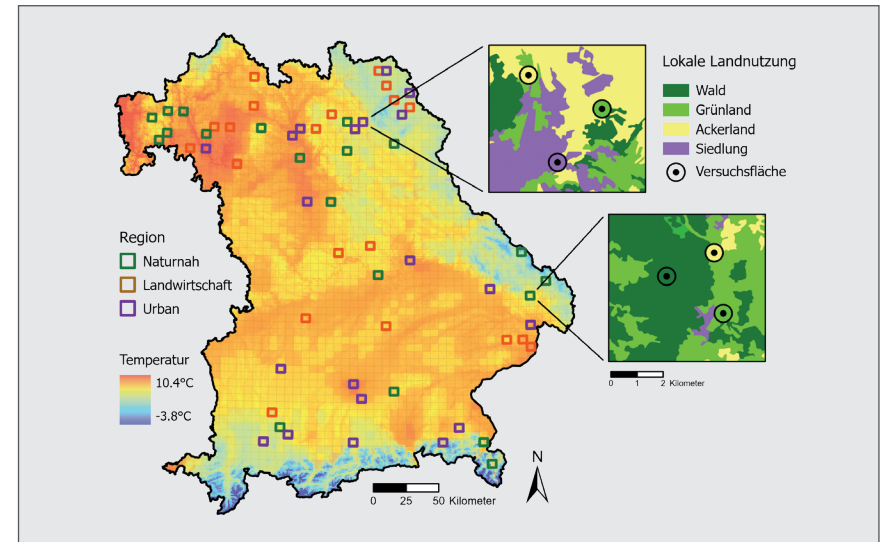 Lokale Landnutzung
Wald
Grünland
Ackerland
Siedlung
Versuchsfläche
Region
Naturnah
Landwirtschaft
Urban
Temperatur
10.4°C
-3.8°C
0 1 2 Kilometer
N
0 25 50 Kilometer